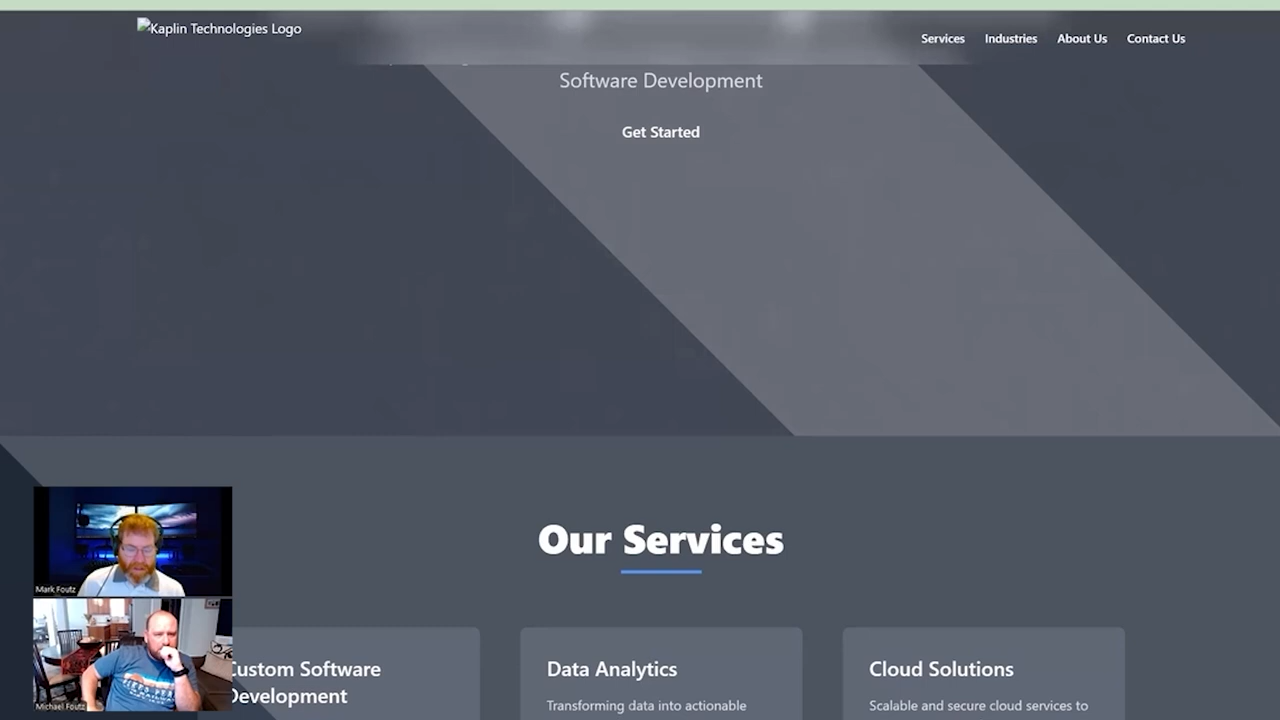 Kaplin Technologies Logo
Services Industries About Us Contact Us
Software Development
Get Started
Our Services
Mark Foutz
Michael Foutz
Custom Software
Development
Data Analytics
Transforming data into actionable
Cloud Solutions
Scalable and secure cloud services to